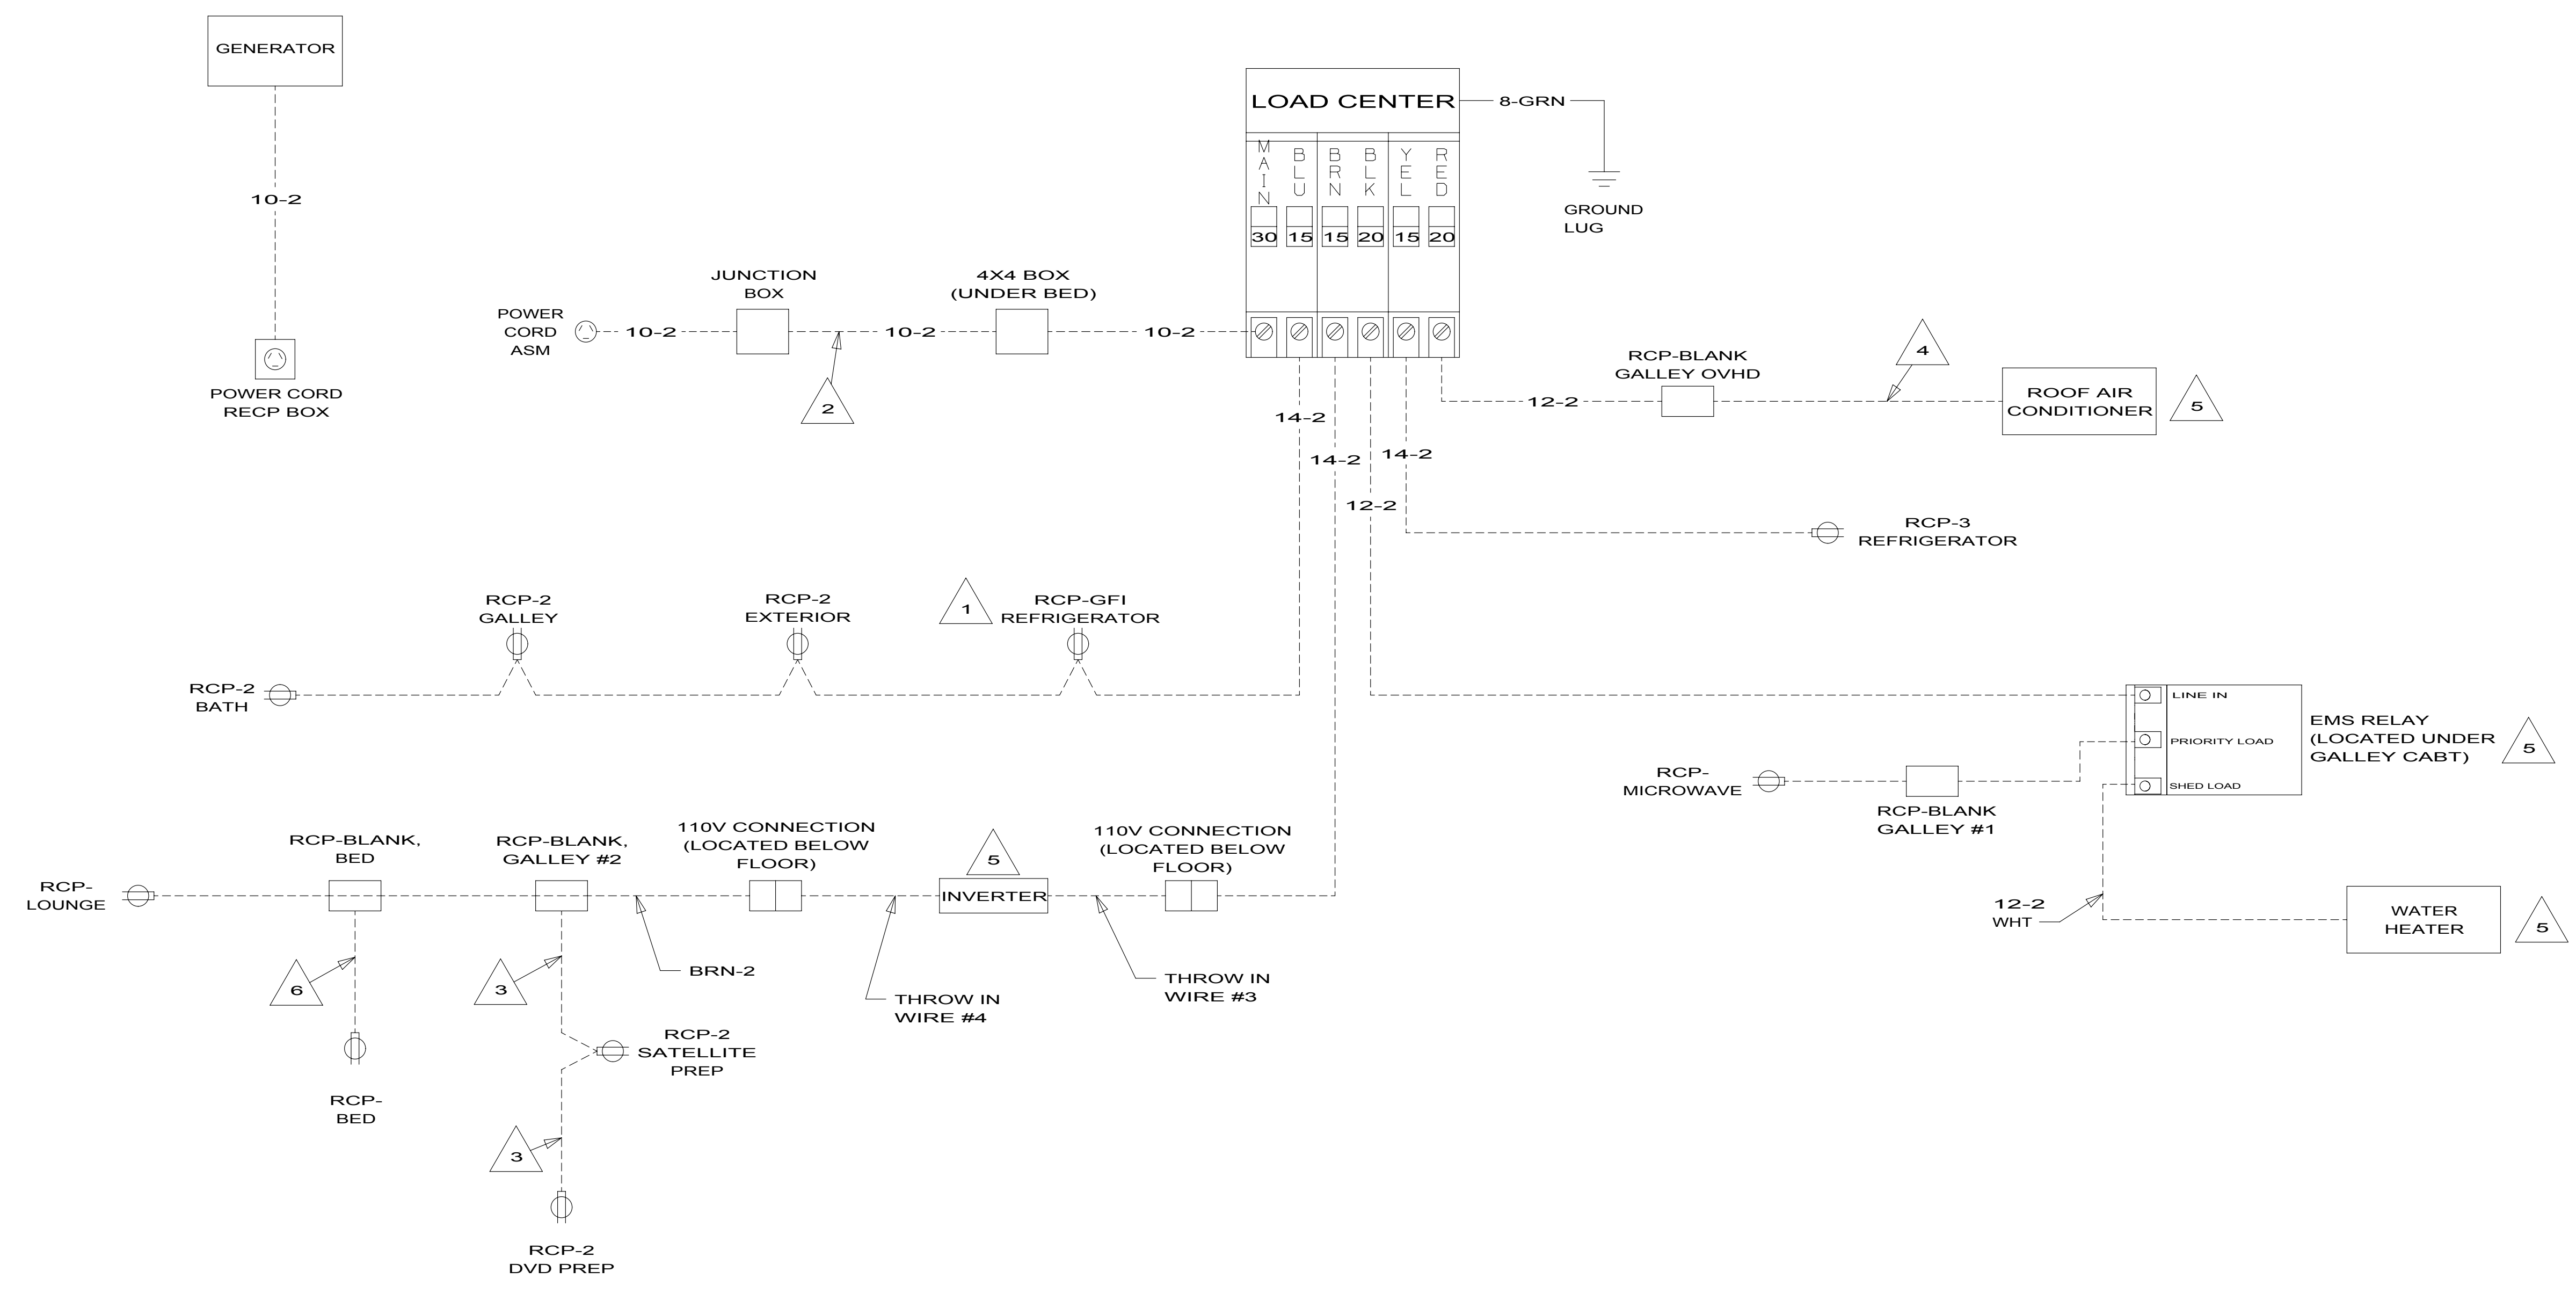 GENERATOR
10-2
POWER CORD
RECP BOX
LOAD CENTER
8-GRN
GROUND
LUG
MAIN
BLU
BRN
BLK
YEL
RED
30
15
15
20
15
20
POWER
CORD
ASM
10-2
JUNCTION
BOX
10-2
2
4X4 BOX
(UNDER BED)
10-2
14-2
14-2
12-2
14-2
12-2
RCP-BLANK
GALLEY OVHD
4
ROOF AIR
CONDITIONER
5
RCP-3
REFRIGERATOR
RCP-2
GALLEY
RCP-2
EXTERIOR
1
RCP-GFI
REFRIGERATOR
RCP-2
BATH
LINE IN
PRIORITY LOAD
SHED LOAD
EMS RELAY
(LOCATED UNDER
GALLEY CABT)
5
RCP-
MICROWAVE
RCP-BLANK
GALLEY #1
12-2
WHT
WATER
HEATER
5
RCP-
LOUNGE
RCP-BLANK,
BED
RCP-BLANK,
GALLEY #2
110V CONNECTION
(LOCATED BELOW
FLOOR)
5
INVERTER
110V CONNECTION
(LOCATED BELOW
FLOOR)
6
3
BRN-2
THROW IN
WIRE #4
THROW IN
WIRE #3
RCP-2
SATELLITE
PREP
RCP-
BED
3
RCP-2
DVD PREP